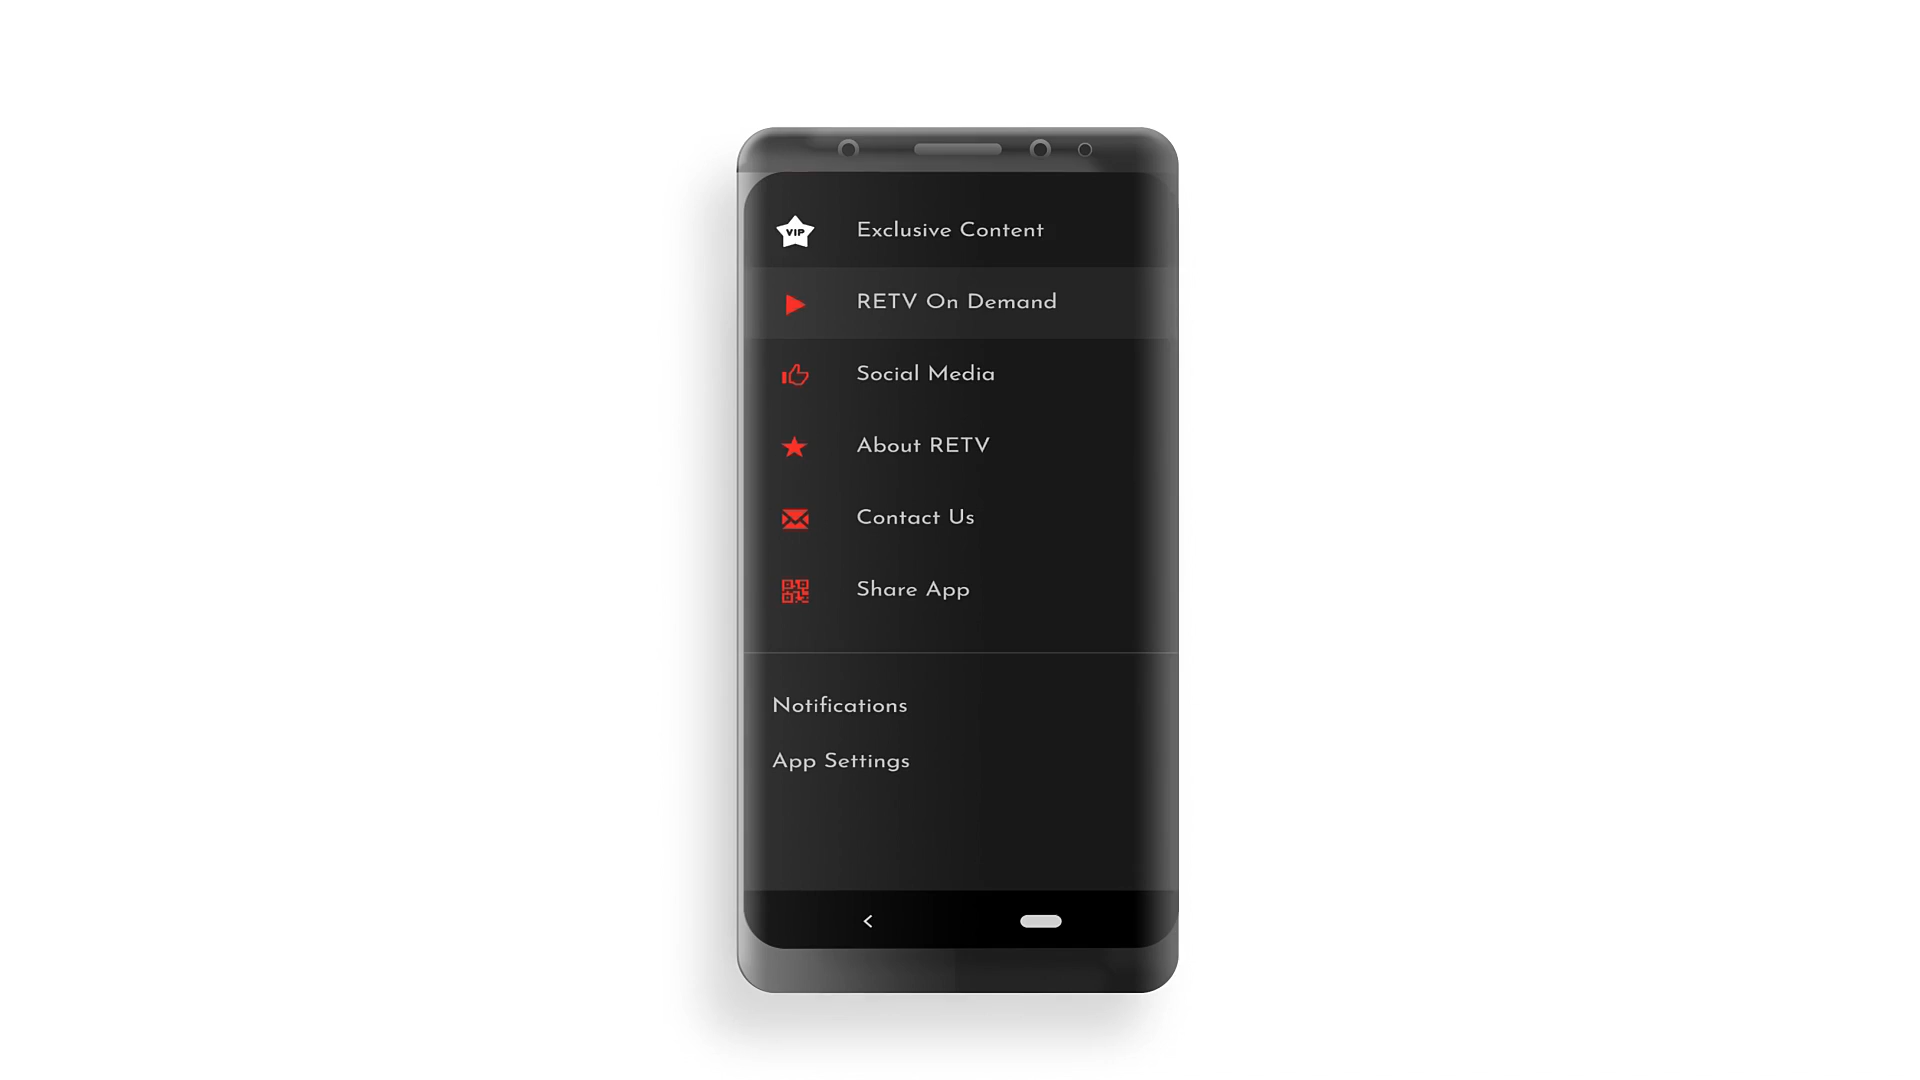 VIP
Exclusive Content
RETV On Demand
Social Media
About RETV
Contact Us
Share App
Notifications
App Settings